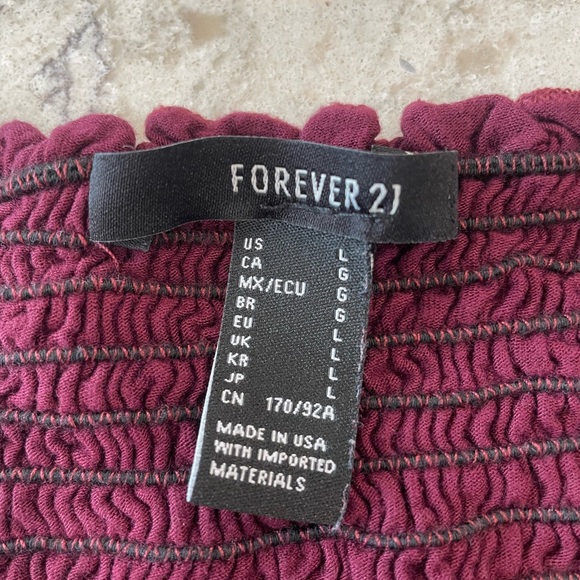 FOREVER 21
US L
CA G
MX/ECU G
BR G
EU L
UK L
KR L
JP L
CN 170/92A
MADE IN USA
WITH IMPORTED
MATERIALS